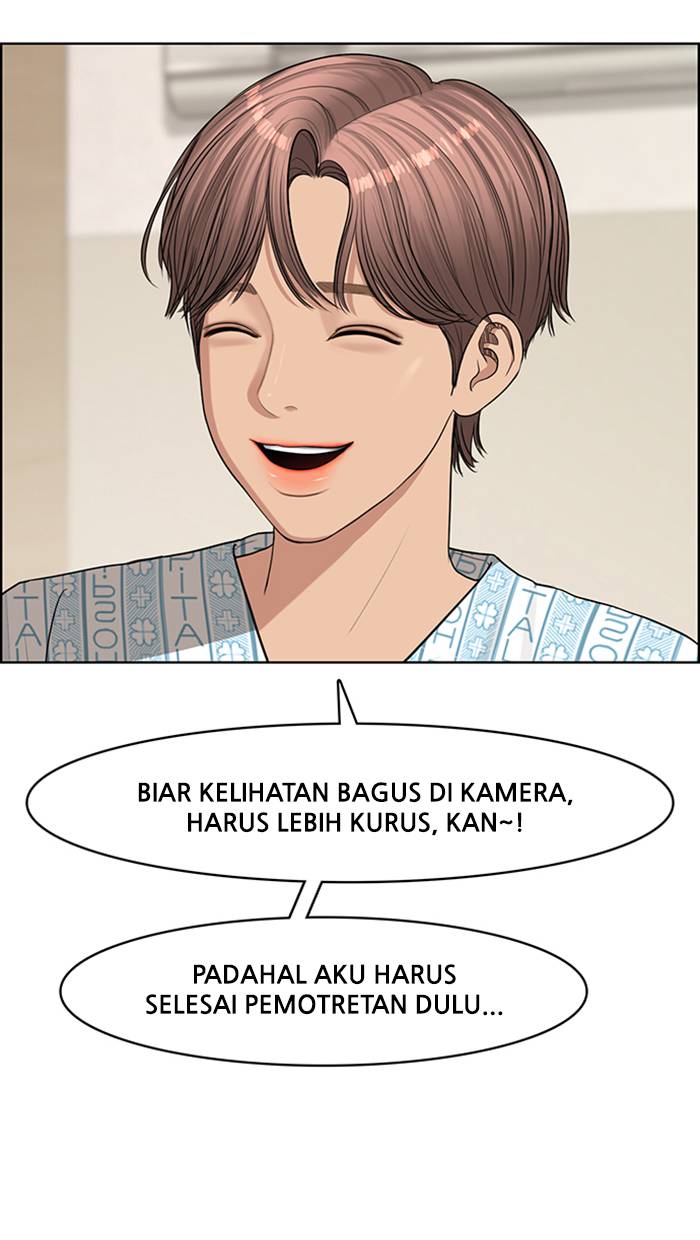 BIAR KELIHATAN BAGUS DI KAMERA,
HARUS LEBIH KURUS, KAN~!
PADAHAL AKU HARUS
SELESAI PEMOTRETAN DULU...